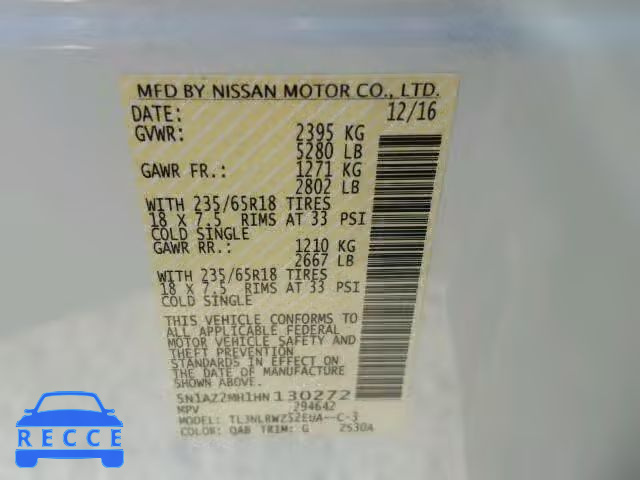 MFD BY NISSAN MOTOR CO., LTD.
DATE: 12/16
GVWR: 2395 KG
5280 LB
GAWR FR.: 1271 KG
2802 LB
WITH 235/65R18 TIRES
18 X 7.5 RIMS AT 33 PSI
COLD SINGLE
GAWR RR.: 1210 KG
2667 LB
WITH 235/65R18 TIRES
18 X 7.5 RIMS AT 33 PSI
COLD SINGLE
THIS VEHICLE CONFORMS TO
ALL APPLICABLE FEDERAL
MOTOR VEHICLE SAFETY AND
THEFT PREVENTION
STANDARDS IN EFFECT ON
THE DATE OF MANUFACTURE
SHOWN ABOVE.
5N1AZ2MH1HN130272
MPV 294642
MODEL: TLJNLRWZ52EUA--C-3
COLOR: QAB TRIM: G 25304
BIDCARS